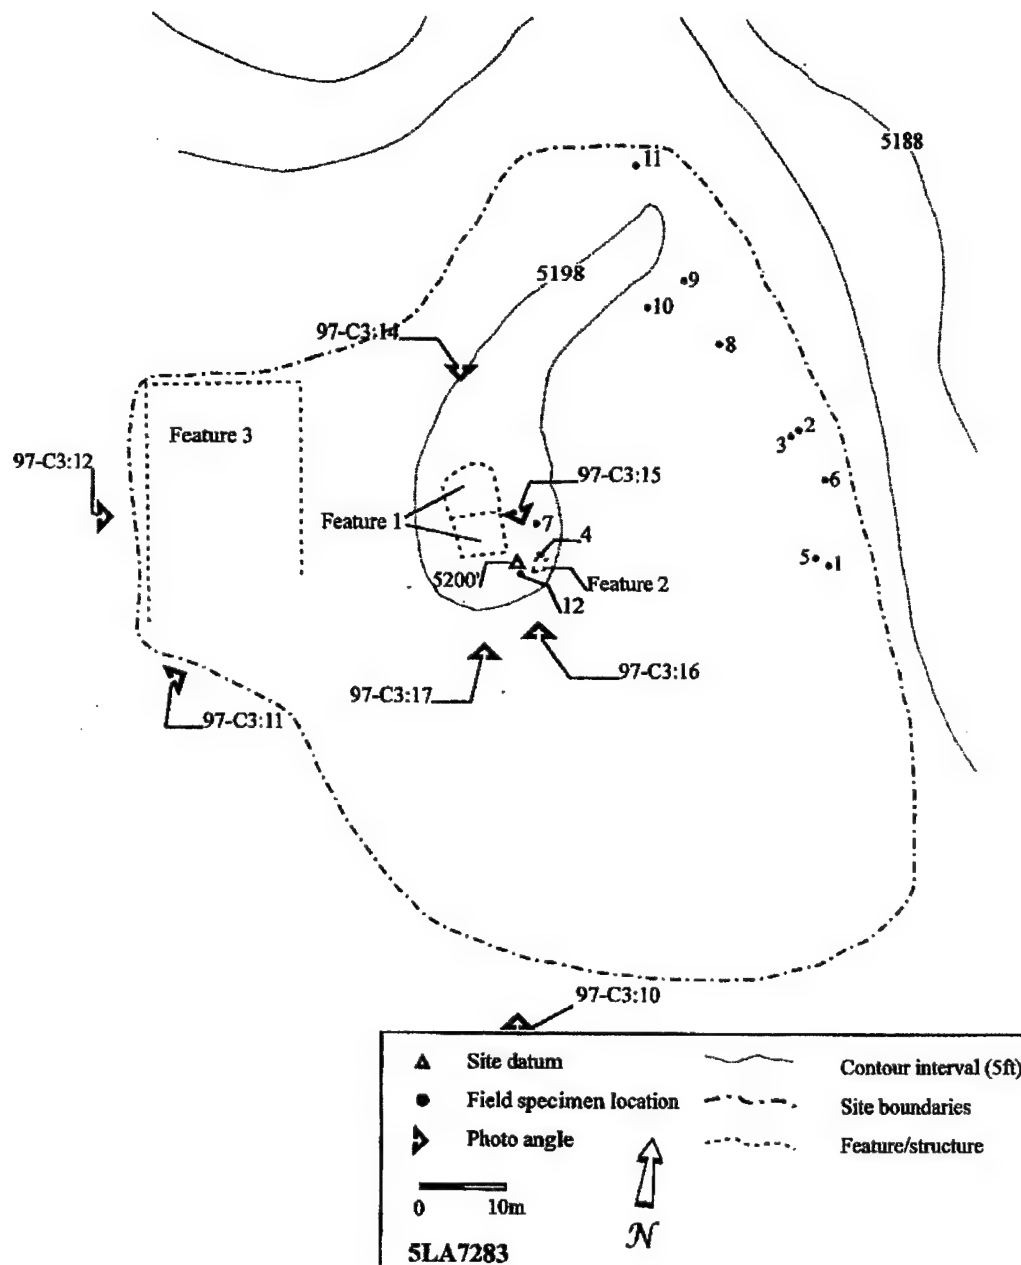 5188
11
5198
9
10
97-C3:14
8
Feature 3
2
3
97-C3:12
97-C3:15
6
Feature 1
7
4
5
1
5200'
Feature 2
12
97-C3:16
97-C3:17
97-C3:11
97-C3:10
Site datum
Contour interval (5ft)
Field specimen location
Site boundaries
Photo angle
Feature/structure
0 10m
N
5LA7283